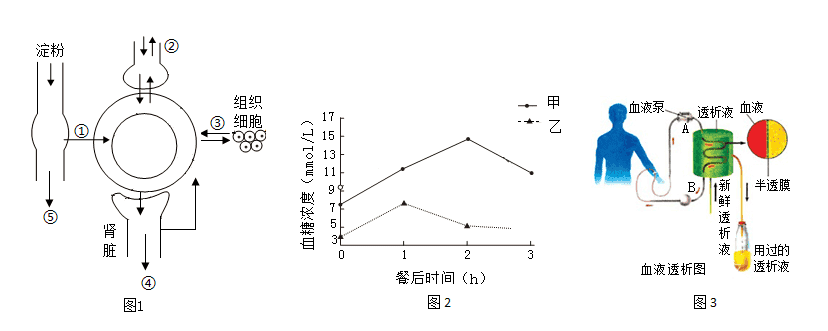 淀粉
①
⑤
②
③
组织
细胞
肾
脏
④
图1
血糖浓度（mmol/L）
17
15
13
11
9
7
5
3
0
1
2
3
餐后时间（h）
甲
乙
图2
血液泵
透析液
血液
A
B
半透膜
新
鲜
透
析
液
用过的
透析液
血液透析图
图3